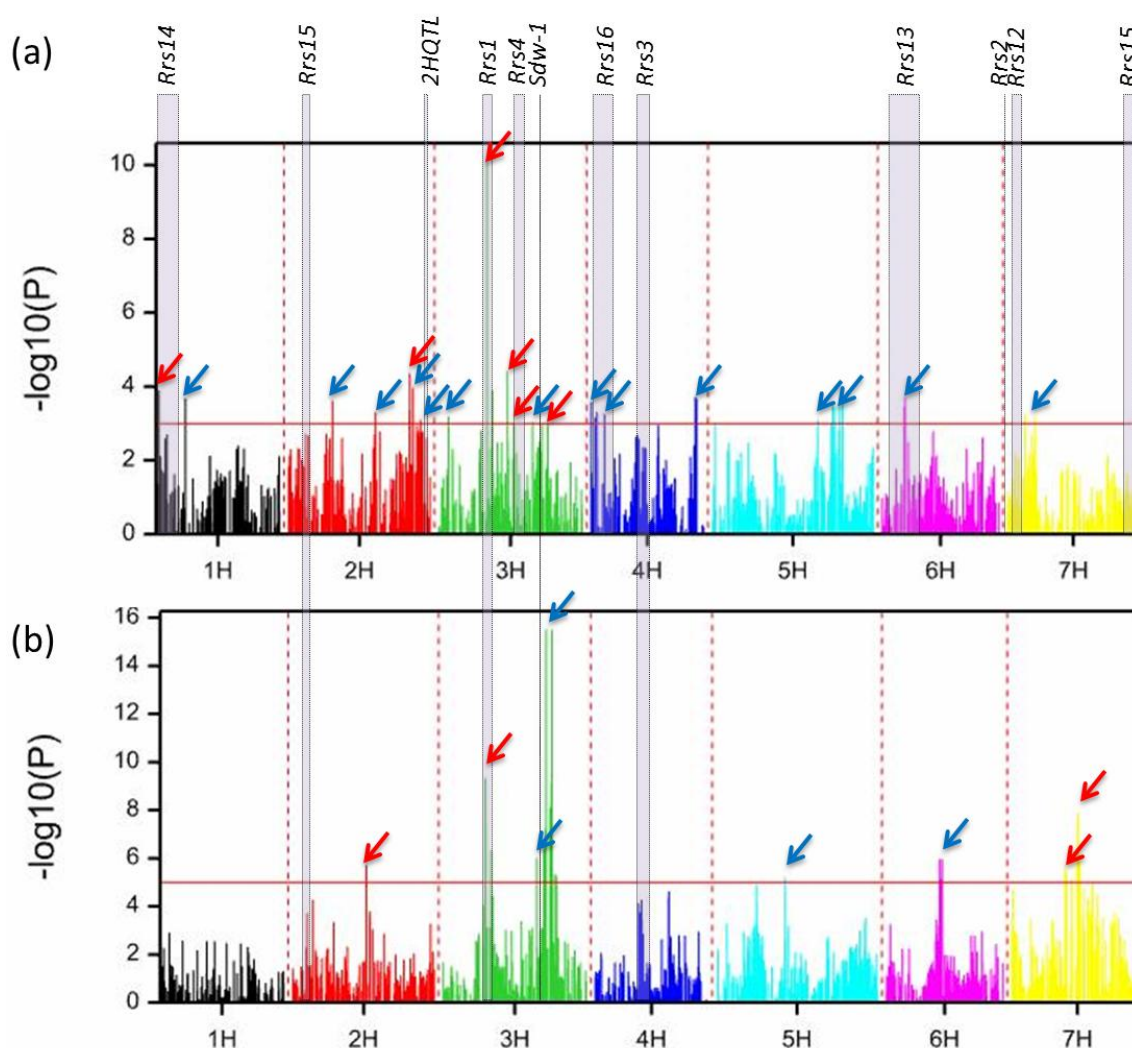 (a)
Rrs14
Rrs15
2HQTL
Rrs1
Rrs4
Sdw-1
Rrs16
Rrs3
Rrs13
Rrs2
Rrs12
Rrs15
-log10(P)
10
8
6
4
2
0
1H 2H 3H 4H 5H 6H 7H
(b)
-log10(P)
16
14
12
10
8
6
4
2
0
1H 2H 3H 4H 5H 6H 7H